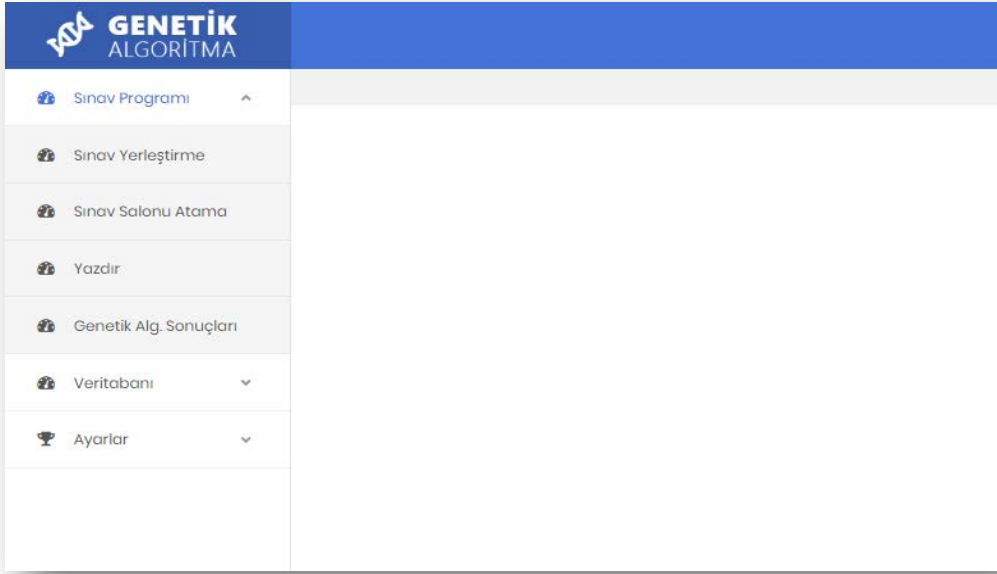 GENETİK
ALGORİTMA
Sınav Programı
Sınav Yerleştirme
Sınav Salonu Atama
Yazdır
Genetik Alg. Sonuçları
Veritabanı
Ayarlar